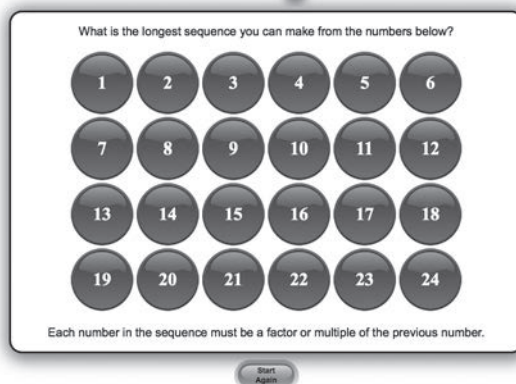 What is the longest sequence you can make from the numbers below?
1 2 3 4 5 6
7 8 9 10 11 12
13 14 15 16 17 18
19 20 21 22 23 24
Each number in the sequence must be a factor or multiple of the previous number.
Start
Again